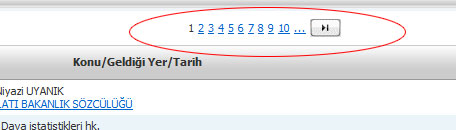 1 2 3 4 5 6 7 8 9 10 ...
Konu/Geldiği Yer/Tarih
Niyazi UYANIK
LATI BAKANLIK SÖZCÜLÜĞÜ
Dava istatistikleri hk.